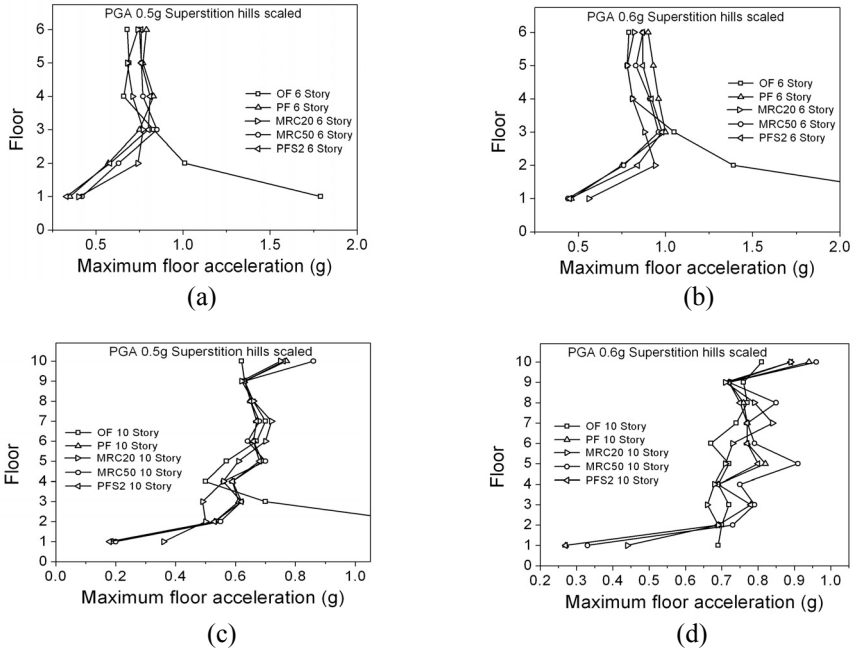 PGA 0.5g Superstition hills scaled
6
5
4
3
2
1
0
Floor
OF 6 Story
PF 6 Story
MRC20 6 Story
MRC50 6 Story
PFS2 6 Story
0.5
1.0
1.5
2.0
Maximum floor acceleration (g)
(a)
PGA 0.6g Superstition hills scaled
6
5
4
3
2
1
0
Floor
OF 6 Story
PF 6 Story
MRC20 6 Story
MRC50 6 Story
PFS2 6 Story
0.5
1.0
1.5
2.0
Maximum floor acceleration (g)
(b)
PGA 0.5g Superstition hills scaled
10
9
8
7
6
5
4
3
2
1
0
Floor
OF 10 Story
PF 10 Story
MRC20 10 Story
MRC50 10 Story
PFS2 10 Story
0.0
0.2
0.4
0.6
0.8
1.0
Maximum floor acceleration (g)
(c)
PGA 0.6g Superstition hills scaled
10
9
8
7
6
5
4
3
2
1
0
Floor
OF 10 Story
PF 10 Story
MRC20 10 Story
MRC50 10 Story
PFS2 10 Story
0.2
0.3
0.4
0.5
0.6
0.7
0.8
0.9
1.0
Maximum floor acceleration (g)
(d)